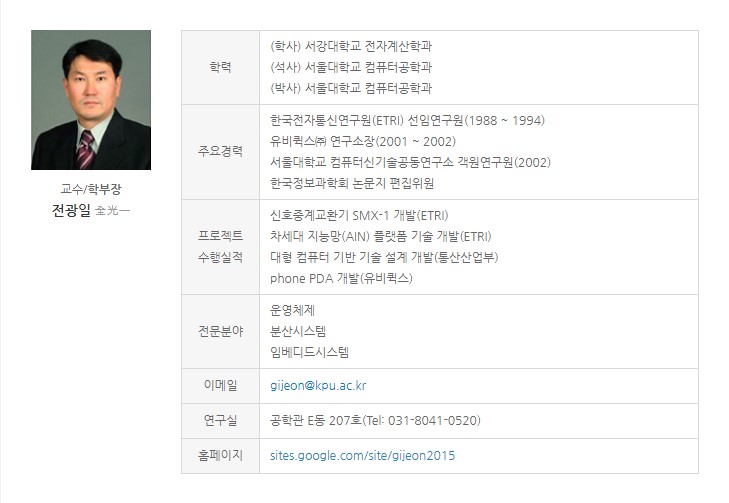 교수/학부장
전광일 全光一
학력
(학사) 서강대학교 전자계산학과
(석사) 서울대학교 컴퓨터공학과
(박사) 서울대학교 컴퓨터공학과
주요경력
한국전자통신연구원(ETRI) 선임연구원(1988 ~ 1994)
유비퀵스㈜ 연구소장(2001 ~ 2002)
서울대학교 컴퓨터신기술공동연구소 객원연구원(2002)
한국정보과학회 논문지 편집위원
프로젝트
수행실적
신호중계교환기 SMX-1 개발(ETRI)
차세대 지능망(AIN) 플랫폼 기술 개발(ETRI)
대형 컴퓨터 기반 기술 설계 개발(통산산업부)
phone PDA 개발(유비퀵스)
전문분야
운영체제
분산시스템
임베디드시스템
이메일
gijeon@kpu.ac.kr
연구실
공학관 E동 207호(Tel: 031-8041-0520)
홈페이지
sites.google.com/site/gijeon2015